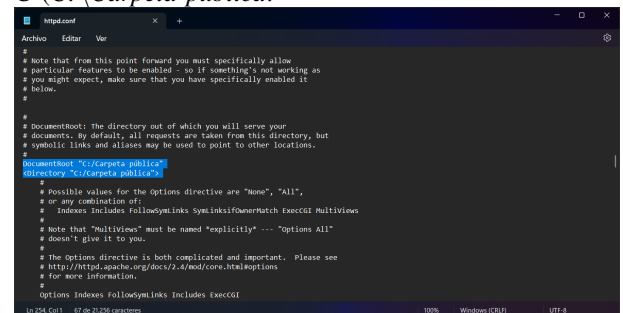 C (C:\Carpeta pública.
httpd.conf × +
Archivo Editar Ver
#
# Note that from this point forward you must specifically allow
# particular features to be enabled - so if something's not working as
# you might expect, make sure that you have specifically enabled it
# below.
#
#
# DocumentRoot: The directory out of which you will serve your
# documents. By default, all requests are taken from this directory, but
# symbolic links and aliases may be used to point to other locations.
#
DocumentRoot "C:/Carpeta pública"
<Directory "C:/Carpeta pública">
#
# Possible values for the Options directive are "None", "All",
# or any combination of:
#   Indexes Includes FollowSymLinks SymLinksifOwnerMatch ExecCGI MultiViews
#
# Note that "MultiViews" must be named *explicitly* --- "Options All"
# doesn't give it to you.
#
# The Options directive is both complicated and important.  Please see
# http://httpd.apache.org/docs/2.4/mod/core.html#options
# for more information.
#
Options Indexes FollowSymLinks Includes ExecCGI
Ln 254, Col 1 67 de 21.256 caracteres 100% Windows (CRLF) UTF-8